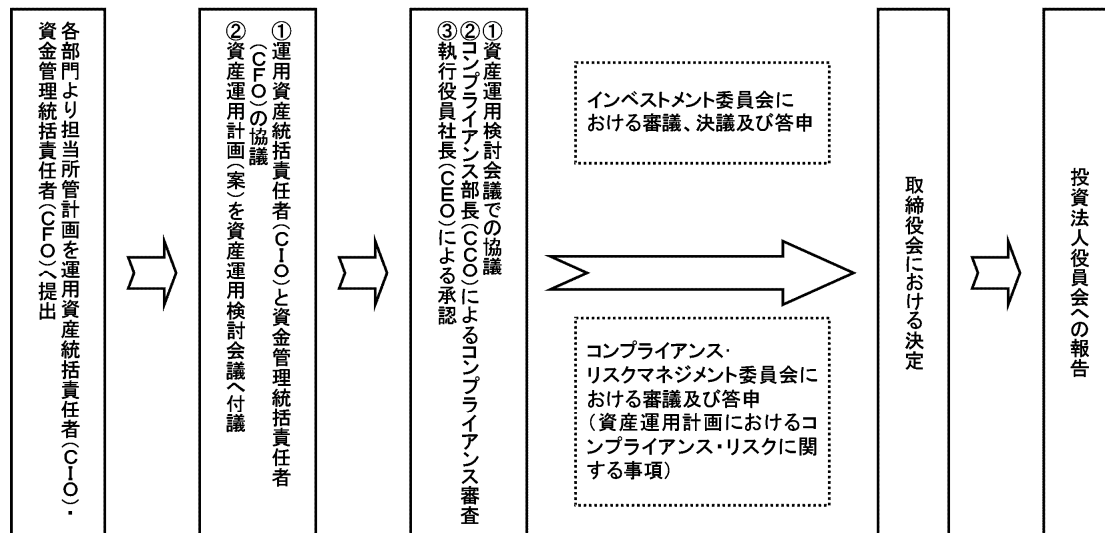 各部門より担当所管計画を運用資産統括責任者(CIO)・
資金管理統括責任者(CFO)へ提出
①運用資産統括責任者(CIO)と資金管理統括責任者
(CFO)の協議
②資産運用計画(案)を資産運用検討会議へ付議
①資産運用検討会議での協議
②コンプライアンス部長(CCO)によるコンプライアンス審査
③執行役員社長(CEO)による承認
インベストメント委員会に
おける審議、決議及び答申
コンプライアンス・
リスクマネジメント委員会に
おける審議及び答申
(資産運用計画におけるコ
ンプライアンス・リスクに関
する事項)
取締役会における決定
投資法人役員会への報告